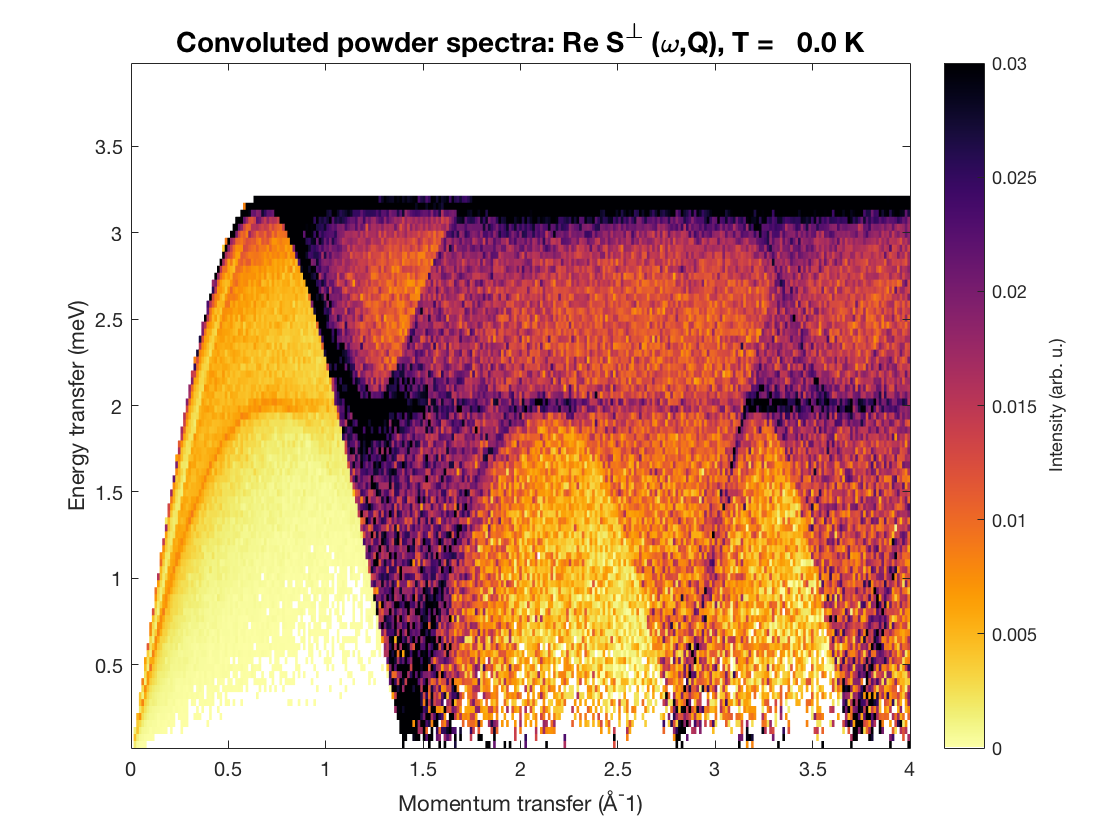 Convoluted powder spectra: Re S⊥ (ω,Q), T =   0.0 K
Energy transfer (meV)
3.5
3
2.5
2
1.5
1
0.5
0 0.5 1 1.5 2 2.5 3 3.5 4
Momentum transfer (Å¯1)
0.03
0.025
0.02
0.015
0.01
0.005
0
Intensity (arb. u.)